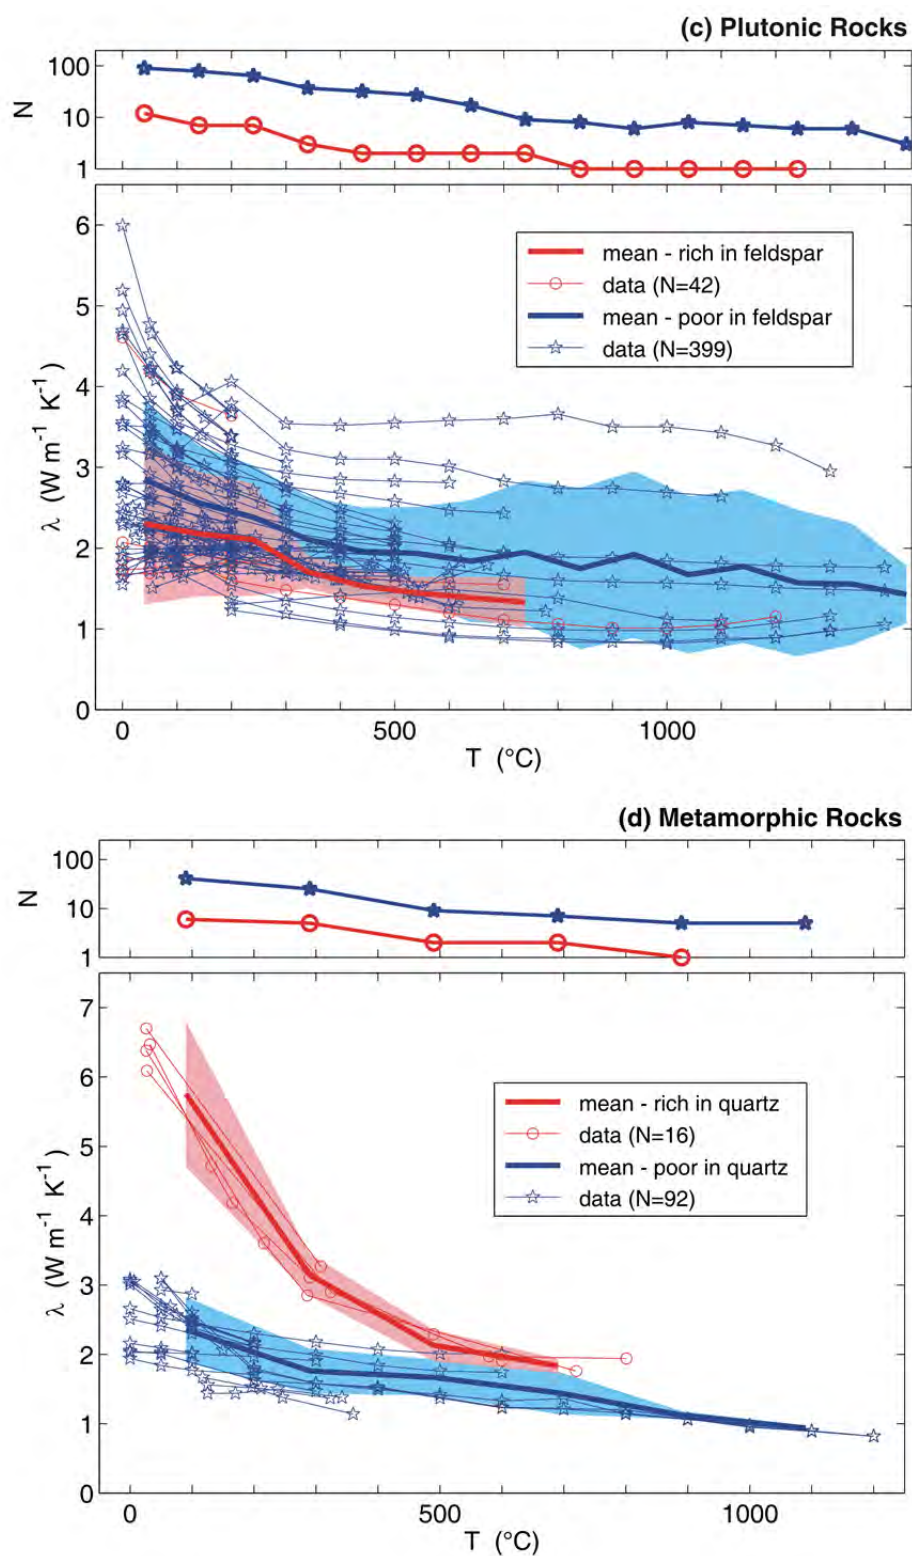 (c) Plutonic Rocks
100
10
1
N
6
5
4
3
2
1
0
λ (W m⁻¹ K⁻¹)
mean - rich in feldspar
data (N=42)
mean - poor in feldspar
data (N=399)
0 500 1000
T (°C)
(d) Metamorphic Rocks
100
10
1
N
7
6
5
4
3
2
1
0
λ (W m⁻¹ K⁻¹)
mean - rich in quartz
data (N=16)
mean - poor in quartz
data (N=92)
0 500 1000
T (°C)